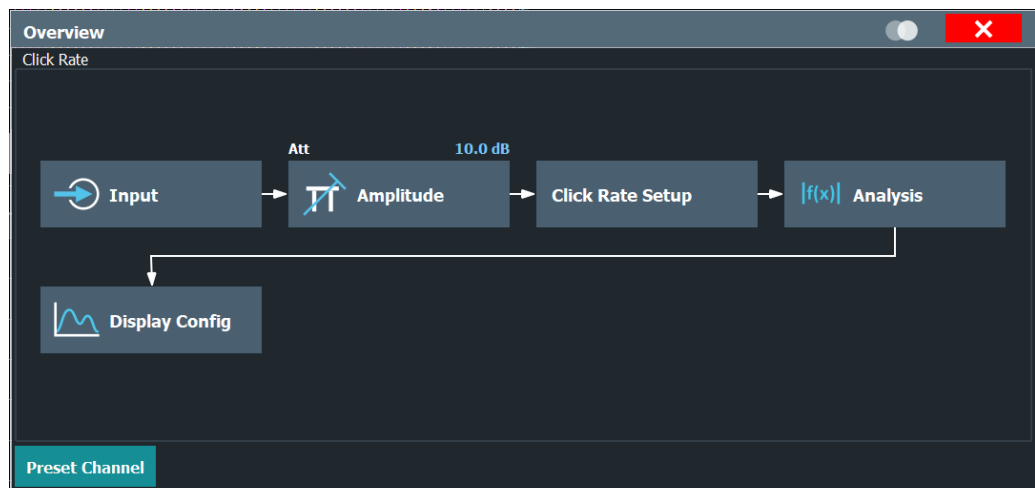 Overview
Click Rate
Att 10.0 dB
Input
Amplitude
Click Rate Setup
|f(x)| Analysis
Display Config
Preset Channel